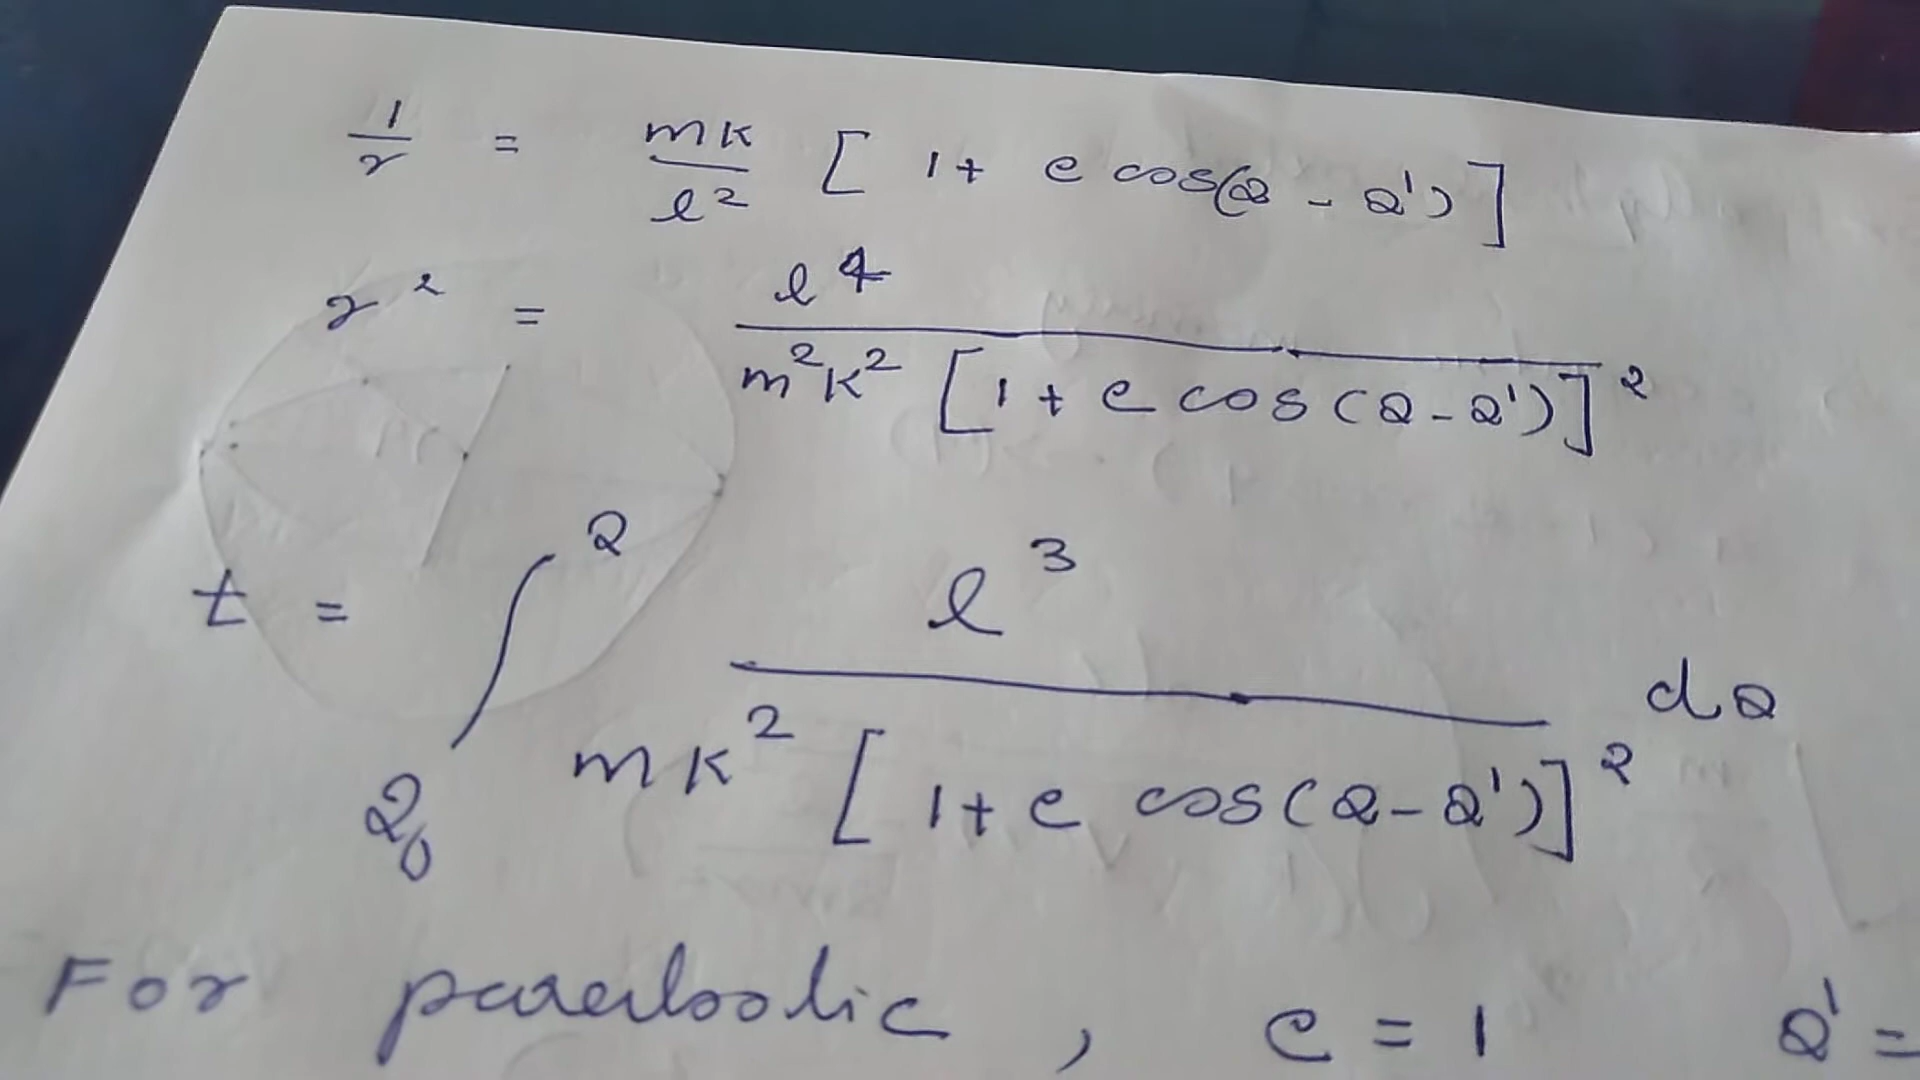 1/r = mk/l² [ 1 + e cos(θ - θ')]
r² = l⁴ / m²k² [1 + e cos(θ - θ')]²
t = ∫_θ₀^θ l³ / mk² [1 + e cos(θ - θ')]² dθ
For parabolic , e = 1 θ' =